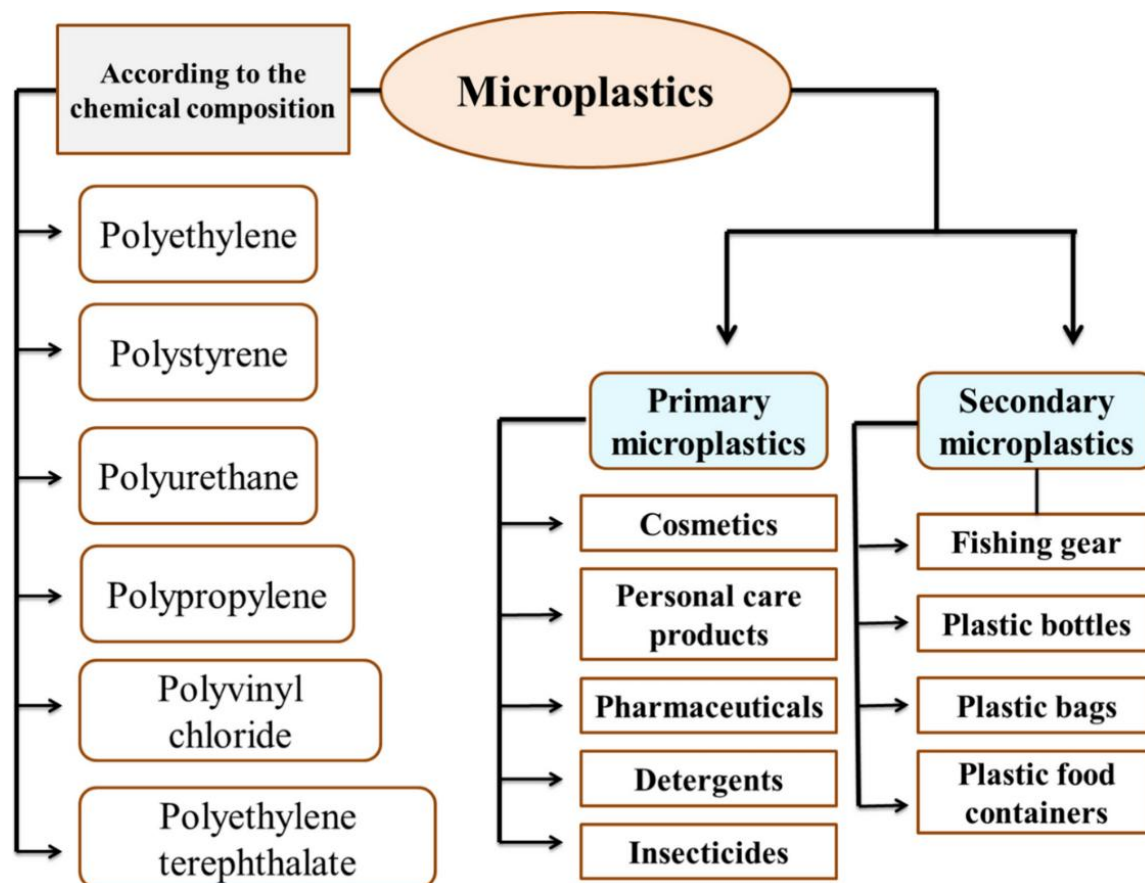 According to the
chemical composition
Microplastics
Polyethylene
Polystyrene
Polyurethane
Polypropylene
Polyvinyl
chloride
Polyethylene
terephthalate
Primary
microplastics
Cosmetics
Personal care
products
Pharmaceuticals
Detergents
Insecticides
Secondary
microplastics
Fishing gear
Plastic bottles
Plastic bags
Plastic food
containers